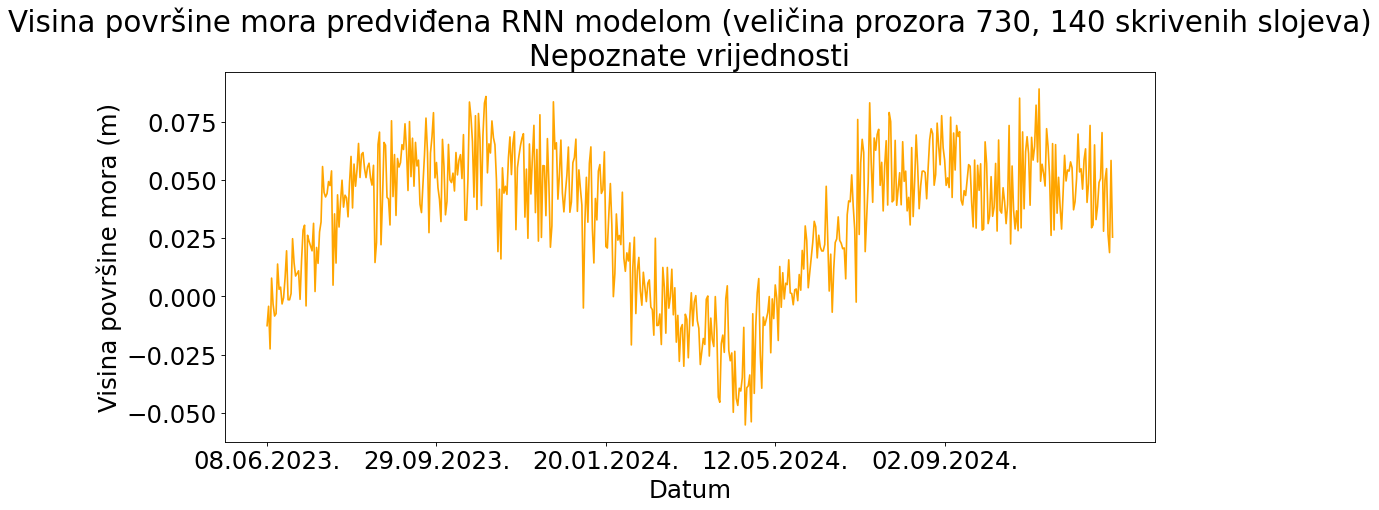 Visina površine mora predviđena RNN modelom (veličina prozora 730, 140 skrivenih slojeva)
Nepoznate vrijednosti
Visina površine mora (m)
0.075
0.050
0.025
0.000
−0.025
−0.050
08.06.2023. 29.09.2023. 20.01.2024. 12.05.2024. 02.09.2024.
Datum